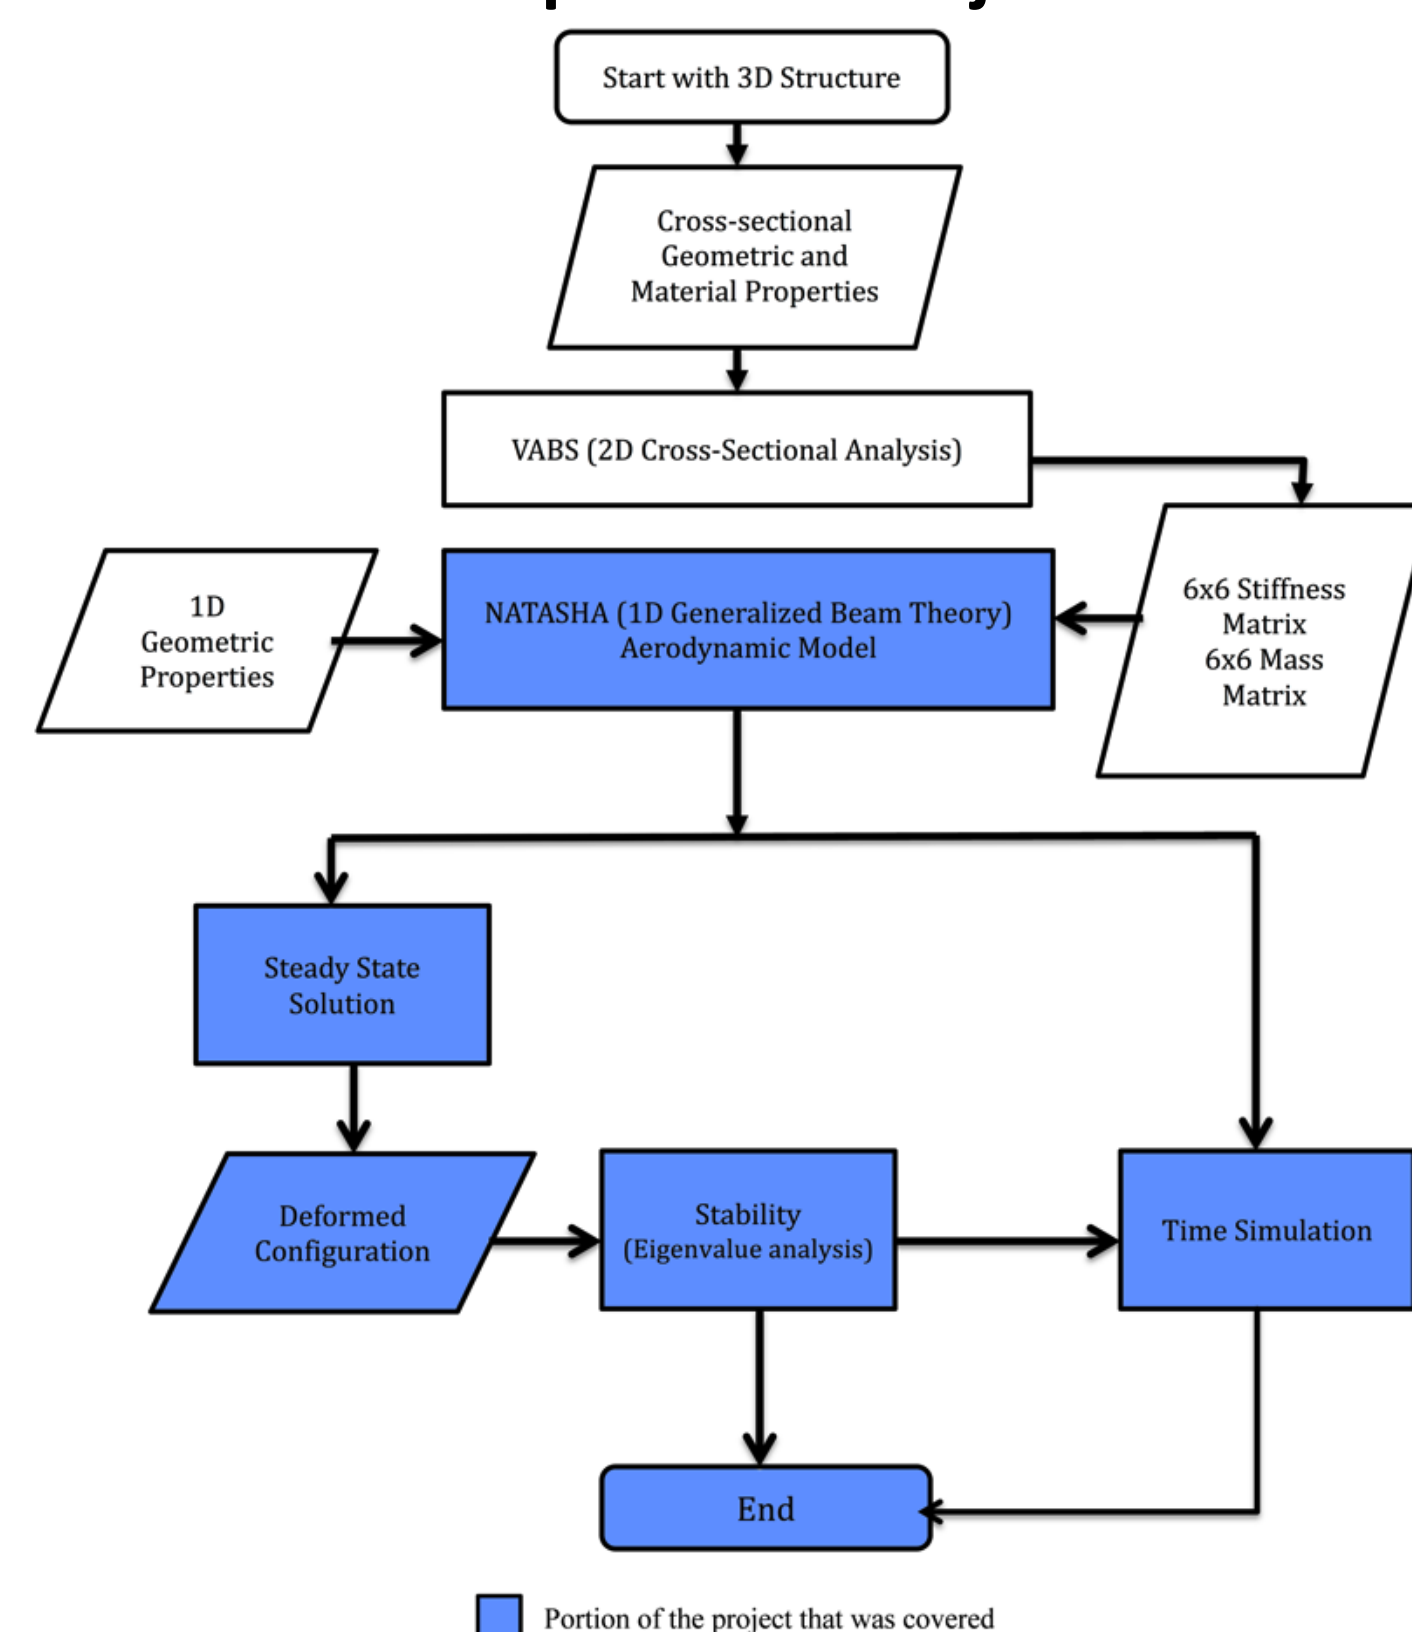 Start with 3D Structure
Cross-sectional
Geometric and
Material Properties
VABS (2D Cross-Sectional Analysis)
1D
Geometric
Properties
NATASHA (1D Generalized Beam Theory)
Aerodynamic Model
6x6 Stiffness
Matrix
6x6 Mass
Matrix
Steady State
Solution
Deformed
Configuration
Stability
(Eigenvalue analysis)
Time Simulation
End
Portion of the project that was covered